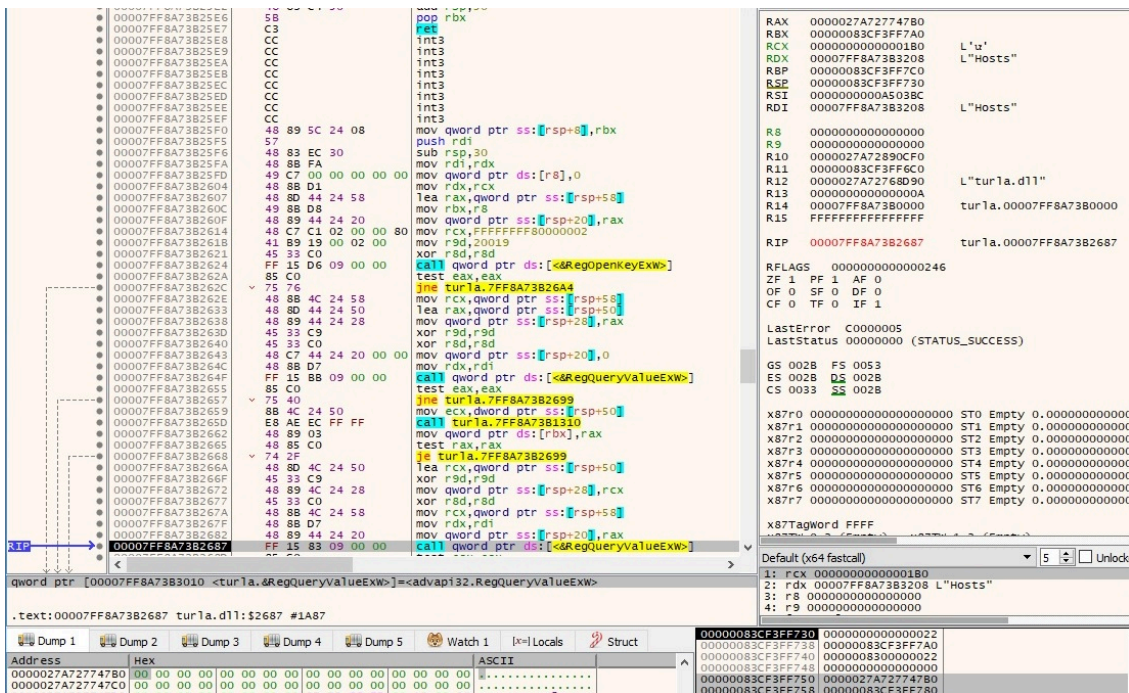 00007FF8A73B25E6 5B pop rbx
00007FF8A73B25E7 C3 ret
00007FF8A73B25E8 CC int3
00007FF8A73B25E9 CC int3
00007FF8A73B25EA CC int3
00007FF8A73B25EB CC int3
00007FF8A73B25EC CC int3
00007FF8A73B25ED CC int3
00007FF8A73B25EE CC int3
00007FF8A73B25EF CC int3
00007FF8A73B25F0 48 89 5C 24 08 mov qword ptr ss:[rsp+8],rbx
00007FF8A73B25F5 57 push rdi
00007FF8A73B25F6 48 83 EC 30 sub rsp,30
00007FF8A73B25FA 48 8B FA mov rdi,rdx
00007FF8A73B25FD 49 C7 00 00 00 00 00 mov qword ptr ds:[r8],0
00007FF8A73B2604 48 8B D1 mov rdx,rcx
00007FF8A73B2607 48 8D 44 24 58 lea rax,qword ptr ss:[rsp+58]
00007FF8A73B260C 49 8B D8 mov rbx,r8
00007FF8A73B260F 48 89 44 24 20 mov qword ptr ss:[rsp+20],rax
00007FF8A73B2614 48 C7 C1 02 00 00 80 mov rcx,FFFFFFFF80000002
00007FF8A73B261B 41 B9 19 00 02 00 mov r9d,20019
00007FF8A73B2621 45 33 C0 xor r8d,r8d
00007FF8A73B2624 FF 15 D6 09 00 00 call qword ptr ds:[<&RegOpenKeyExW>]
00007FF8A73B262A 85 C0 test eax,eax
00007FF8A73B262C 75 76 jne turla.7FF8A73B26A4
00007FF8A73B262E 48 8B 4C 24 58 mov rcx,qword ptr ss:[rsp+58]
00007FF8A73B2633 48 8D 44 24 50 lea rax,qword ptr ss:[rsp+50]
00007FF8A73B2638 48 89 44 24 28 mov qword ptr ss:[rsp+28],rax
00007FF8A73B263D 45 33 C9 xor r9d,r9d
00007FF8A73B2640 45 33 C0 xor r8d,r8d
00007FF8A73B2643 48 C7 44 24 20 00 00 mov qword ptr ss:[rsp+20],0
00007FF8A73B264C 48 8B D7 mov rdx,rdi
00007FF8A73B264F FF 15 BB 09 00 00 call qword ptr ds:[<&RegQueryValueExW>]
00007FF8A73B2655 85 C0 test eax,eax
00007FF8A73B2657 75 40 jne turla.7FF8A73B2699
00007FF8A73B2659 8B 4C 24 50 mov ecx,dword ptr ss:[rsp+50]
00007FF8A73B265D E8 AE EC FF FF call turla.7FF8A73B1310
00007FF8A73B2662 48 89 03 mov qword ptr ds:[rbx],rax
00007FF8A73B2665 48 85 C0 test rax,rax
00007FF8A73B2668 74 2F je turla.7FF8A73B2699
00007FF8A73B266A 48 8D 4C 24 50 lea rcx,qword ptr ss:[rsp+50]
00007FF8A73B266F 45 33 C9 xor r9d,r9d
00007FF8A73B2672 48 89 4C 24 28 mov qword ptr ss:[rsp+28],rcx
00007FF8A73B2677 45 33 C0 xor r8d,r8d
00007FF8A73B267A 48 8B 4C 24 58 mov rcx,qword ptr ss:[rsp+58]
00007FF8A73B267F 48 8B D7 mov rdx,rdi
00007FF8A73B2682 48 89 44 24 20 mov qword ptr ss:[rsp+20],rax
RIP 00007FF8A73B2687 FF 15 83 09 00 00 call qword ptr ds:[<&RegQueryValueExW>]
qword ptr [00007FF8A73B3010 <turla.&RegQueryValueExW>]=<advapi32.RegQueryValueExW>
.text:00007FF8A73B2687 turla.dll:$2687 #1A87
RAX 0000027A727747B0
RBX 00000083CF3FF7A0
RCX 00000000000001B0 L'ư'
RDX 00007FF8A73B3208 L"Hosts"
RBP 00000083CF3FF7C0
RSP 00000083CF3FF730
RSI 000000000A503BC
RDI 00007FF8A73B3208 L"Hosts"
R8 0000000000000000
R9 0000000000000000
R10 0000027A72890CF0
R11 00000083CF3FF6C0
R12 0000027A72768D90 L"turla.dll"
R13 000000000000000A
R14 00007FF8A73B0000 turla.00007FF8A73B0000
R15 FFFFFFFFFFFFFFFF
RIP 00007FF8A73B2687 turla.00007FF8A73B2687
RFLAGS 0000000000000246
ZF 1 PF 1 AF 0
OF 0 SF 0 DF 0
CF 0 TF 0 IF 1
LastError C0000005
LastStatus 00000000 (STATUS_SUCCESS)
GS 002B FS 0053
ES 002B DS 002B
CS 0033 SS 002B
x87r0 00000000000000000000 ST0 Empty 0.000000000000
x87r1 00000000000000000000 ST1 Empty 0.000000000000
x87r2 00000000000000000000 ST2 Empty 0.000000000000
x87r3 00000000000000000000 ST3 Empty 0.000000000000
x87r4 00000000000000000000 ST4 Empty 0.000000000000
x87r5 00000000000000000000 ST5 Empty 0.000000000000
x87r6 00000000000000000000 ST6 Empty 0.000000000000
x87r7 00000000000000000000 ST7 Empty 0.000000000000
x87TagWord FFFF
Default (x64 fastcall) 5 Unlock
1: rcx 00000000000001B0
2: rdx 00007FF8A73B3208 L"Hosts"
3: r8 0000000000000000
4: r9 0000000000000000
Dump 1 Dump 2 Dump 3 Dump 4 Dump 5 Watch 1 [x=] Locals Struct
Address Hex ASCII
0000027A727747B0 00 00 00 00 00 00 00 00 00 00 00 00 00 00 00 00 ................
0000027A727747C0 00 00 00 00 00 00 00 00 00 00 00 00 00 00 00 00 ................
00000083CF3FF730 0000000000000022
00000083CF3FF738 00000083CF3FF7A0
00000083CF3FF740 0000008300000022
00000083CF3FF748 0000000000000000
00000083CF3FF750 0000027A727747B0
00000083CF3FF758 00000083CF3FF780